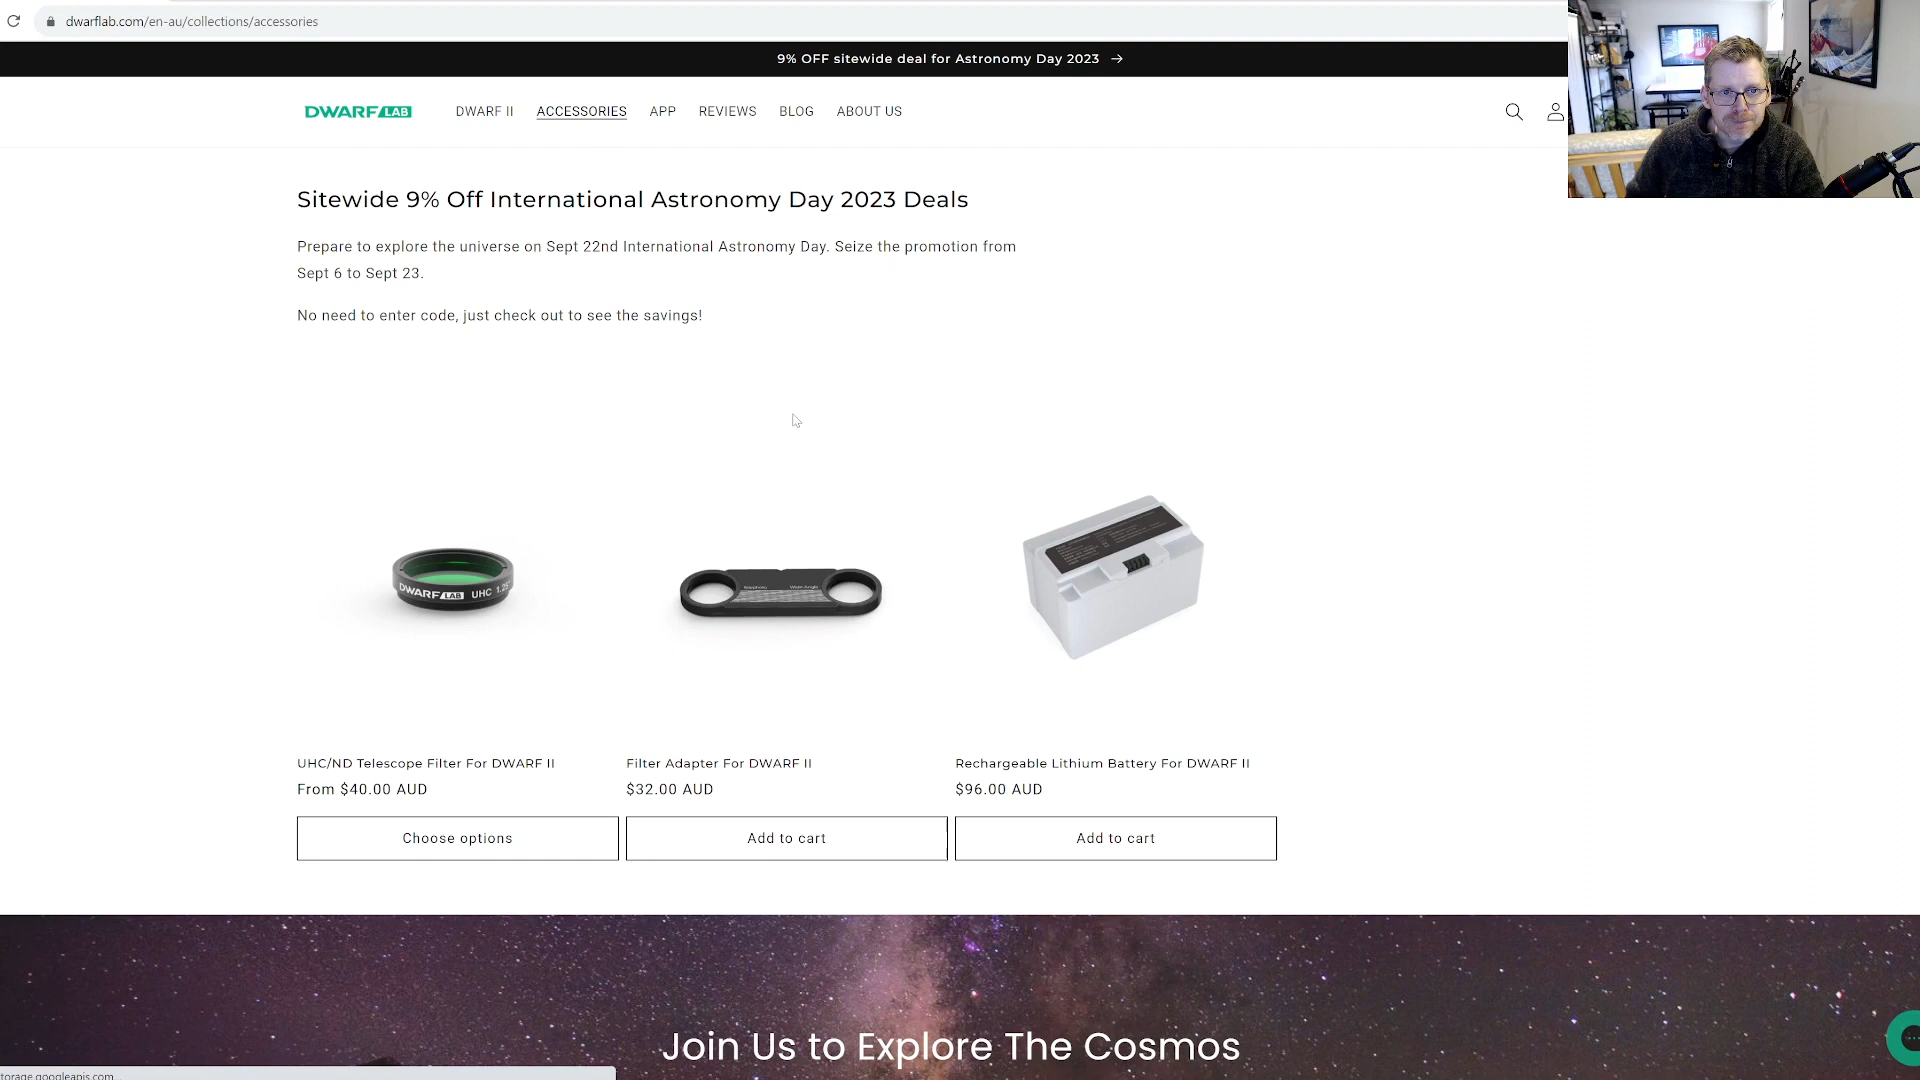 dwarflab.com/en-au/collections/accessories
9% OFF sitewide deal for Astronomy Day 2023 →
DWARFLAB
DWARF II
ACCESSORIES
APP
REVIEWS
BLOG
ABOUT US
Sitewide 9% Off International Astronomy Day 2023 Deals
Prepare to explore the universe on Sept 22nd International Astronomy Day. Seize the promotion from
Sept 6 to Sept 23.
No need to enter code, just check out to see the savings!
DWARFLAB UHC 1.25"
Telephoto
Wide-Angle
UHC/ND Telescope Filter For DWARF II
From $40.00 AUD
Choose options
Filter Adapter For DWARF II
$32.00 AUD
Add to cart
Rechargeable Lithium Battery For DWARF II
$96.00 AUD
Add to cart
Join Us to Explore The Cosmos
torage.googleapis.com...